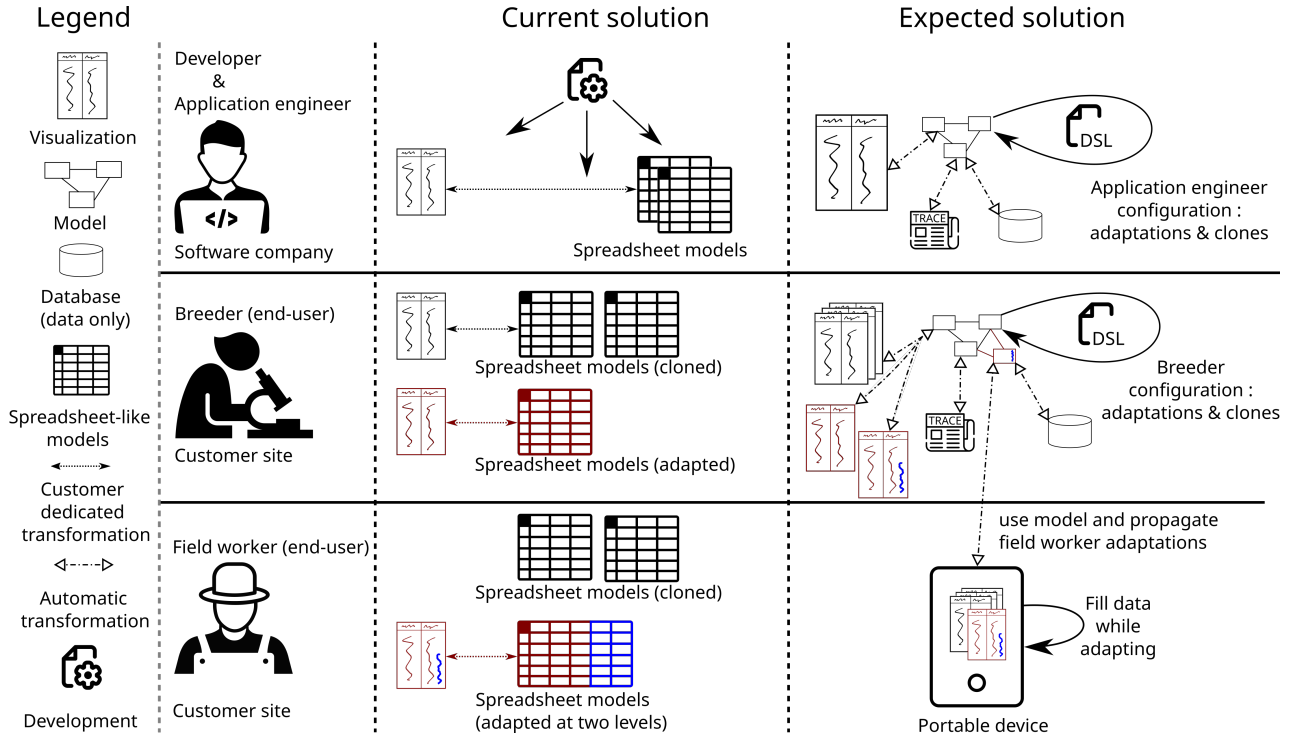 Legend
Current solution
Expected solution
Visualization
Model
Database
(data only)
Spreadsheet-like
models
Customer
dedicated
transformation
Automatic
transformation
Development
Developer
&
Application engineer
</>
Software company
Spreadsheet models
DSL
TRACE
Application engineer
configuration :
adaptations & clones
Breeder (end-user)
Customer site
Spreadsheet models (cloned)
Spreadsheet models (adapted)
DSL
TRACE
Breeder
configuration :
adaptations & clones
Field worker (end-user)
Customer site
Spreadsheet models (cloned)
Spreadsheet models
(adapted at two levels)
use model and propagate
field worker adaptations
Fill data
while
adapting
Portable device